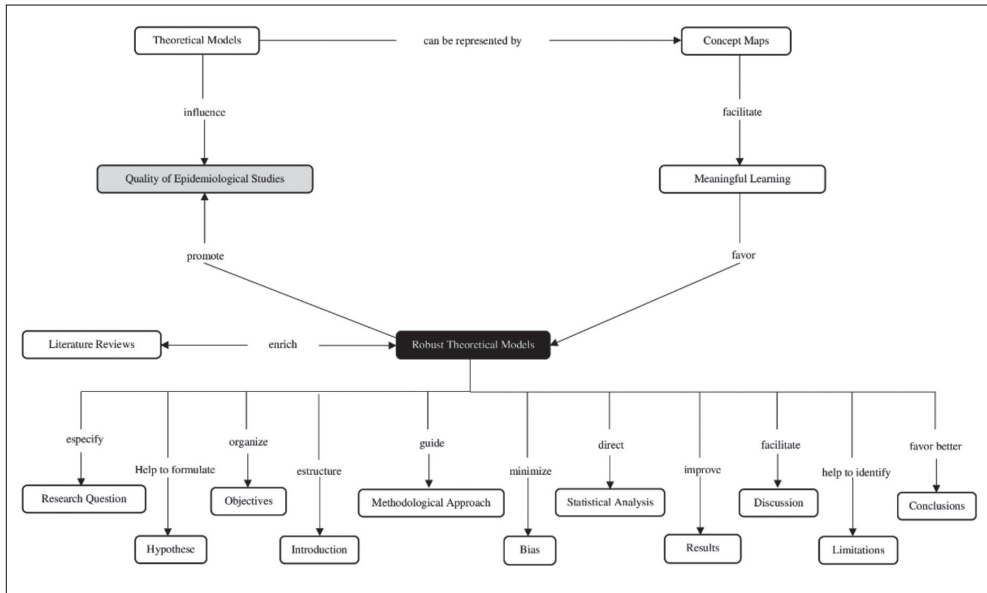 Theoretical Models
can be represented by
Concept Maps
influence
facilitate
Quality of Epidemiological Studies
Meaningful Learning
promote
favor
Literature Reviews
enrich
Robust Theoretical Models
especify
Help to formulate
organize
estructure
guide
minimize
direct
improve
facilitate
help to identify
favor better
Research Question
Hypothese
Objectives
Introduction
Methodological Approach
Bias
Statistical Analysis
Results
Discussion
Limitations
Conclusions